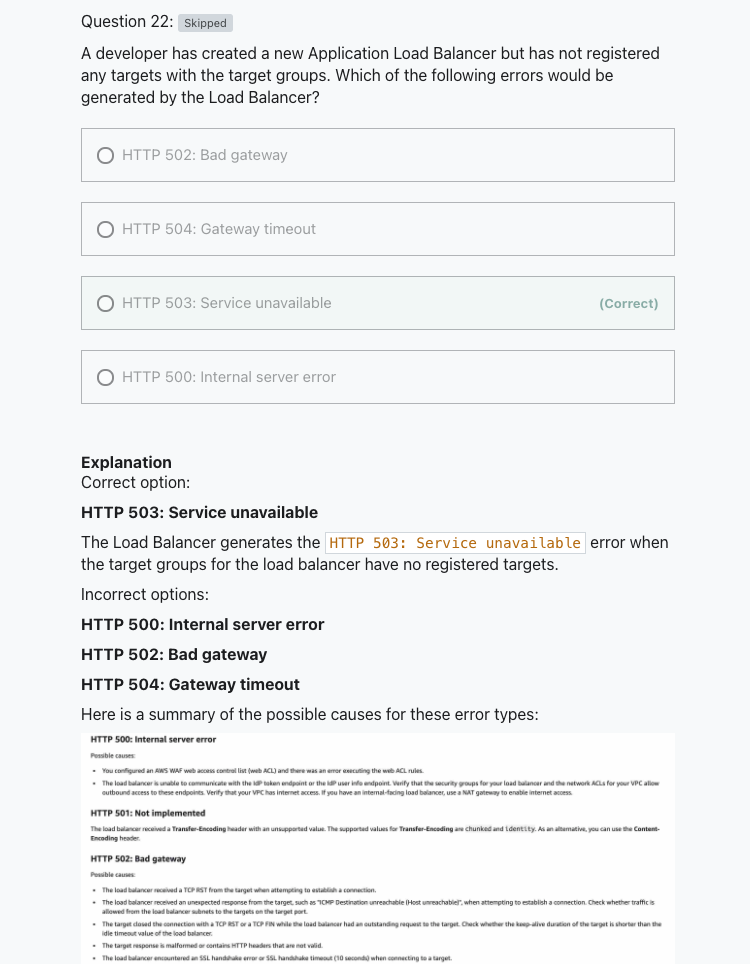 Question 22: Skipped
A developer has created a new Application Load Balancer but has not registered
any targets with the target groups. Which of the following errors would be
generated by the Load Balancer?
HTTP 502: Bad gateway
HTTP 504: Gateway timeout
HTTP 503: Service unavailable (Correct)
HTTP 500: Internal server error
Explanation
Correct option:
HTTP 503: Service unavailable
The Load Balancer generates the HTTP 503: Service unavailable error when
the target groups for the load balancer have no registered targets.
Incorrect options:
HTTP 500: Internal server error
HTTP 502: Bad gateway
HTTP 504: Gateway timeout
Here is a summary of the possible causes for these error types:
HTTP 500: Internal server error
Possible causes:
• You configured an AWS WAF web access control list (web ACL) and there was an error executing the web ACL rules.
• The load balancer is unable to communicate with the IdP token endpoint or the IdP user info endpoint. Verify that the security groups for your load balancer and the network ACLs for your VPC allow
outbound access to these endpoints. Verify that your VPC has internet access. If you have an internal-facing load balancer, use a NAT gateway to enable internet access.
HTTP 501: Not implemented
The load balancer received a Transfer-Encoding header with an unsupported value. The supported values for Transfer-Encoding are chunked and identity. As an alternative, you can use the Content-
Encoding header.
HTTP 502: Bad gateway
Possible causes:
• The load balancer received a TCP RST from the target when attempting to establish a connection.
• The load balancer received an unexpected response from the target, such as "ICMP Destination unreachable (Host unreachable)", when attempting to establish a connection. Check whether traffic is
allowed from the load balancer subnets to the targets on the target port.
• The target closed the connection with a TCP RST or a TCP FIN while the load balancer had an outstanding request to the target. Check whether the keep-alive duration of the target is shorter than the
idle timeout value of the load balancer.
• The target response is malformed or contains HTTP headers that are not valid.
• The load balancer encountered an SSL handshake error or SSL handshake timeout (10 seconds) when connecting to a target.